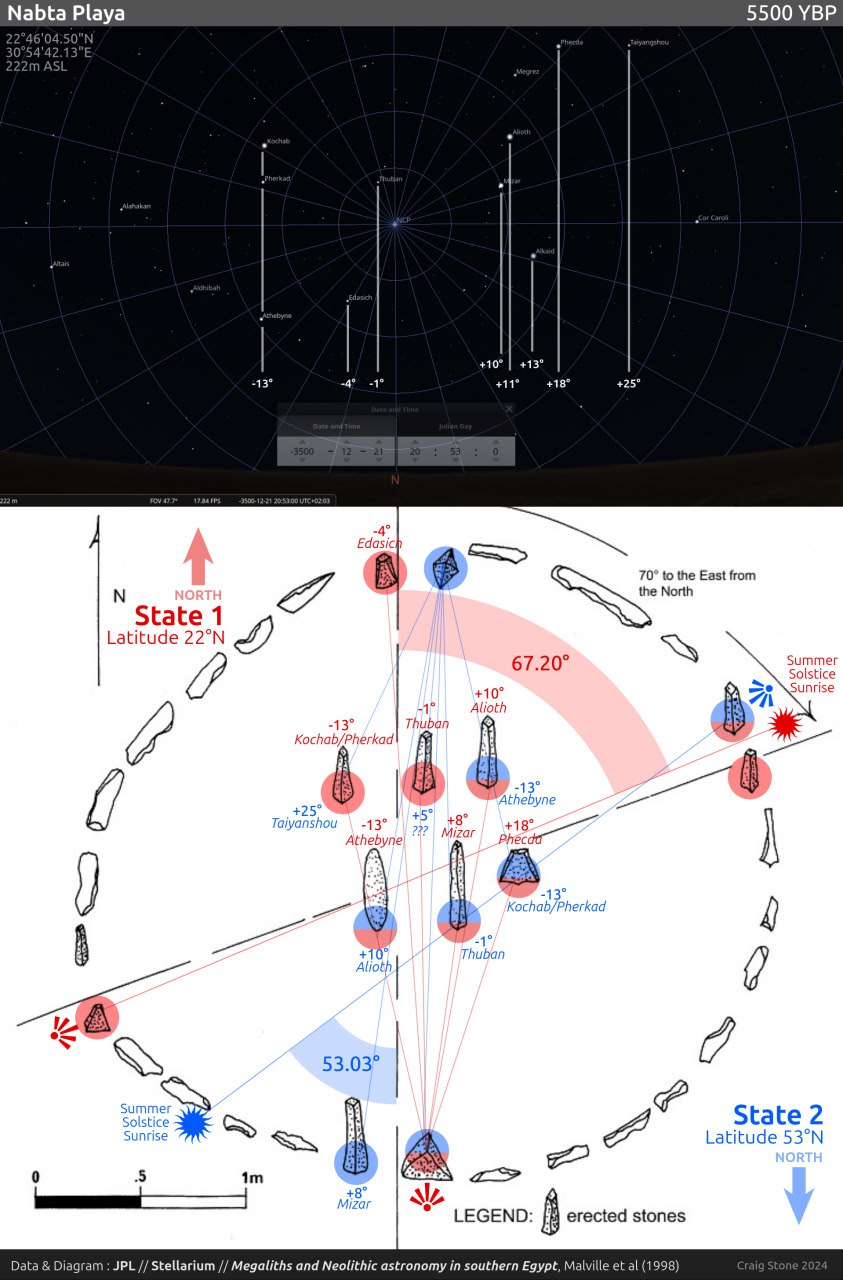 Nabta Playa
5500 YBP
22°46'04.50"N
30°54'42.13"E
222m ASL
Phecda
Taiyangshou
Megrez
Alioth
Kochab
Pherkad
Thuban
Mizar
NCP
Alahakan
Cor Caroli
Alkaid
Altais
Aldhibah
Edasich
Athebyne
+10°
+13°
-13°
-4°
-1°
+11°
+18°
+25°
Date and Time
Date and Time
Julian Day
-3500 - 12 - 21
20 : 53 : 0
N
222 m
FOV 47.7°
17.84 FPS
-3500-12-21 20:53:00 UTC+02:03
-4°
Edasich
NORTH
State 1
Latitude 22°N
N
70° to the East from
the North
67.20°
Summer
Solstice
Sunrise
-13°
Kochab/Pherkad
-1°
Thuban
+10°
Alioth
+25°
Taiyanshou
+5°
???
-13°
Athebyne
-13°
Athebyne
+8°
Mizar
+18°
Phecda
-13°
Kochab/Pherkad
+10°
Alioth
-1°
Thuban
53.03°
Summer
Solstice
Sunrise
State 2
Latitude 53°N
NORTH
0
.5
1m
+8°
Mizar
LEGEND:
erected stones
Data & Diagram : JPL // Stellarium // Megaliths and Neolithic astronomy in southern Egypt, Malville et al (1998)
Craig Stone 2024